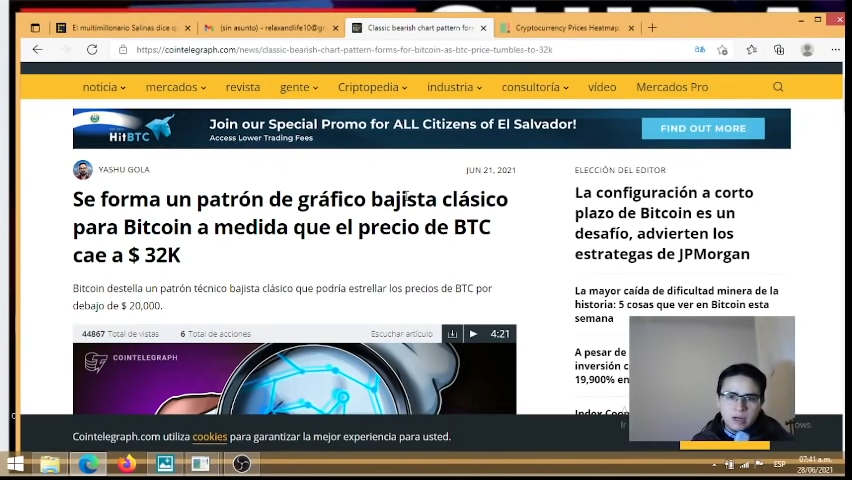 El multimillonario Salinas dice qu
(sin asunto) - relaxandlife10@gr
Classic bearish chart pattern form
Cryptocurrency Prices Heatmap
https://cointelegraph.com/news/classic-bearish-chart-pattern-forms-for-bitcoin-as-btc-price-tumbles-to-32k
noticia mercados revista gente Criptopedia industria consultoría vídeo Mercados Pro
HitBTC
Join our Special Promo for ALL Citizens of El Salvador!
Access Lower Trading Fees
FIND OUT MORE
YASHU GOLA
JUN 21, 2021
Se forma un patrón de gráfico bajista clásico
para Bitcoin a medida que el precio de BTC
cae a $ 32K
Bitcoin destella un patrón técnico bajista clásico que podría estrellar los precios de BTC por
debajo de $ 20,000.
44867 Total de vistas
6 Total de acciones
Escuchar artículo
4:21
COINTELEGRAPH
ELECCIÓN DEL EDITOR
La configuración a corto
plazo de Bitcoin es un
desafío, advierten los
estrategas de JPMorgan
La mayor caída de dificultad minera de la
historia: 5 cosas que ver en Bitcoin esta
semana
A pesar de
inversión c
19,900% en
Index Coo
Cointelegraph.com utiliza cookies para garantizar la mejor experiencia para usted.
ESP
07:41 a.m.
28/06/2021